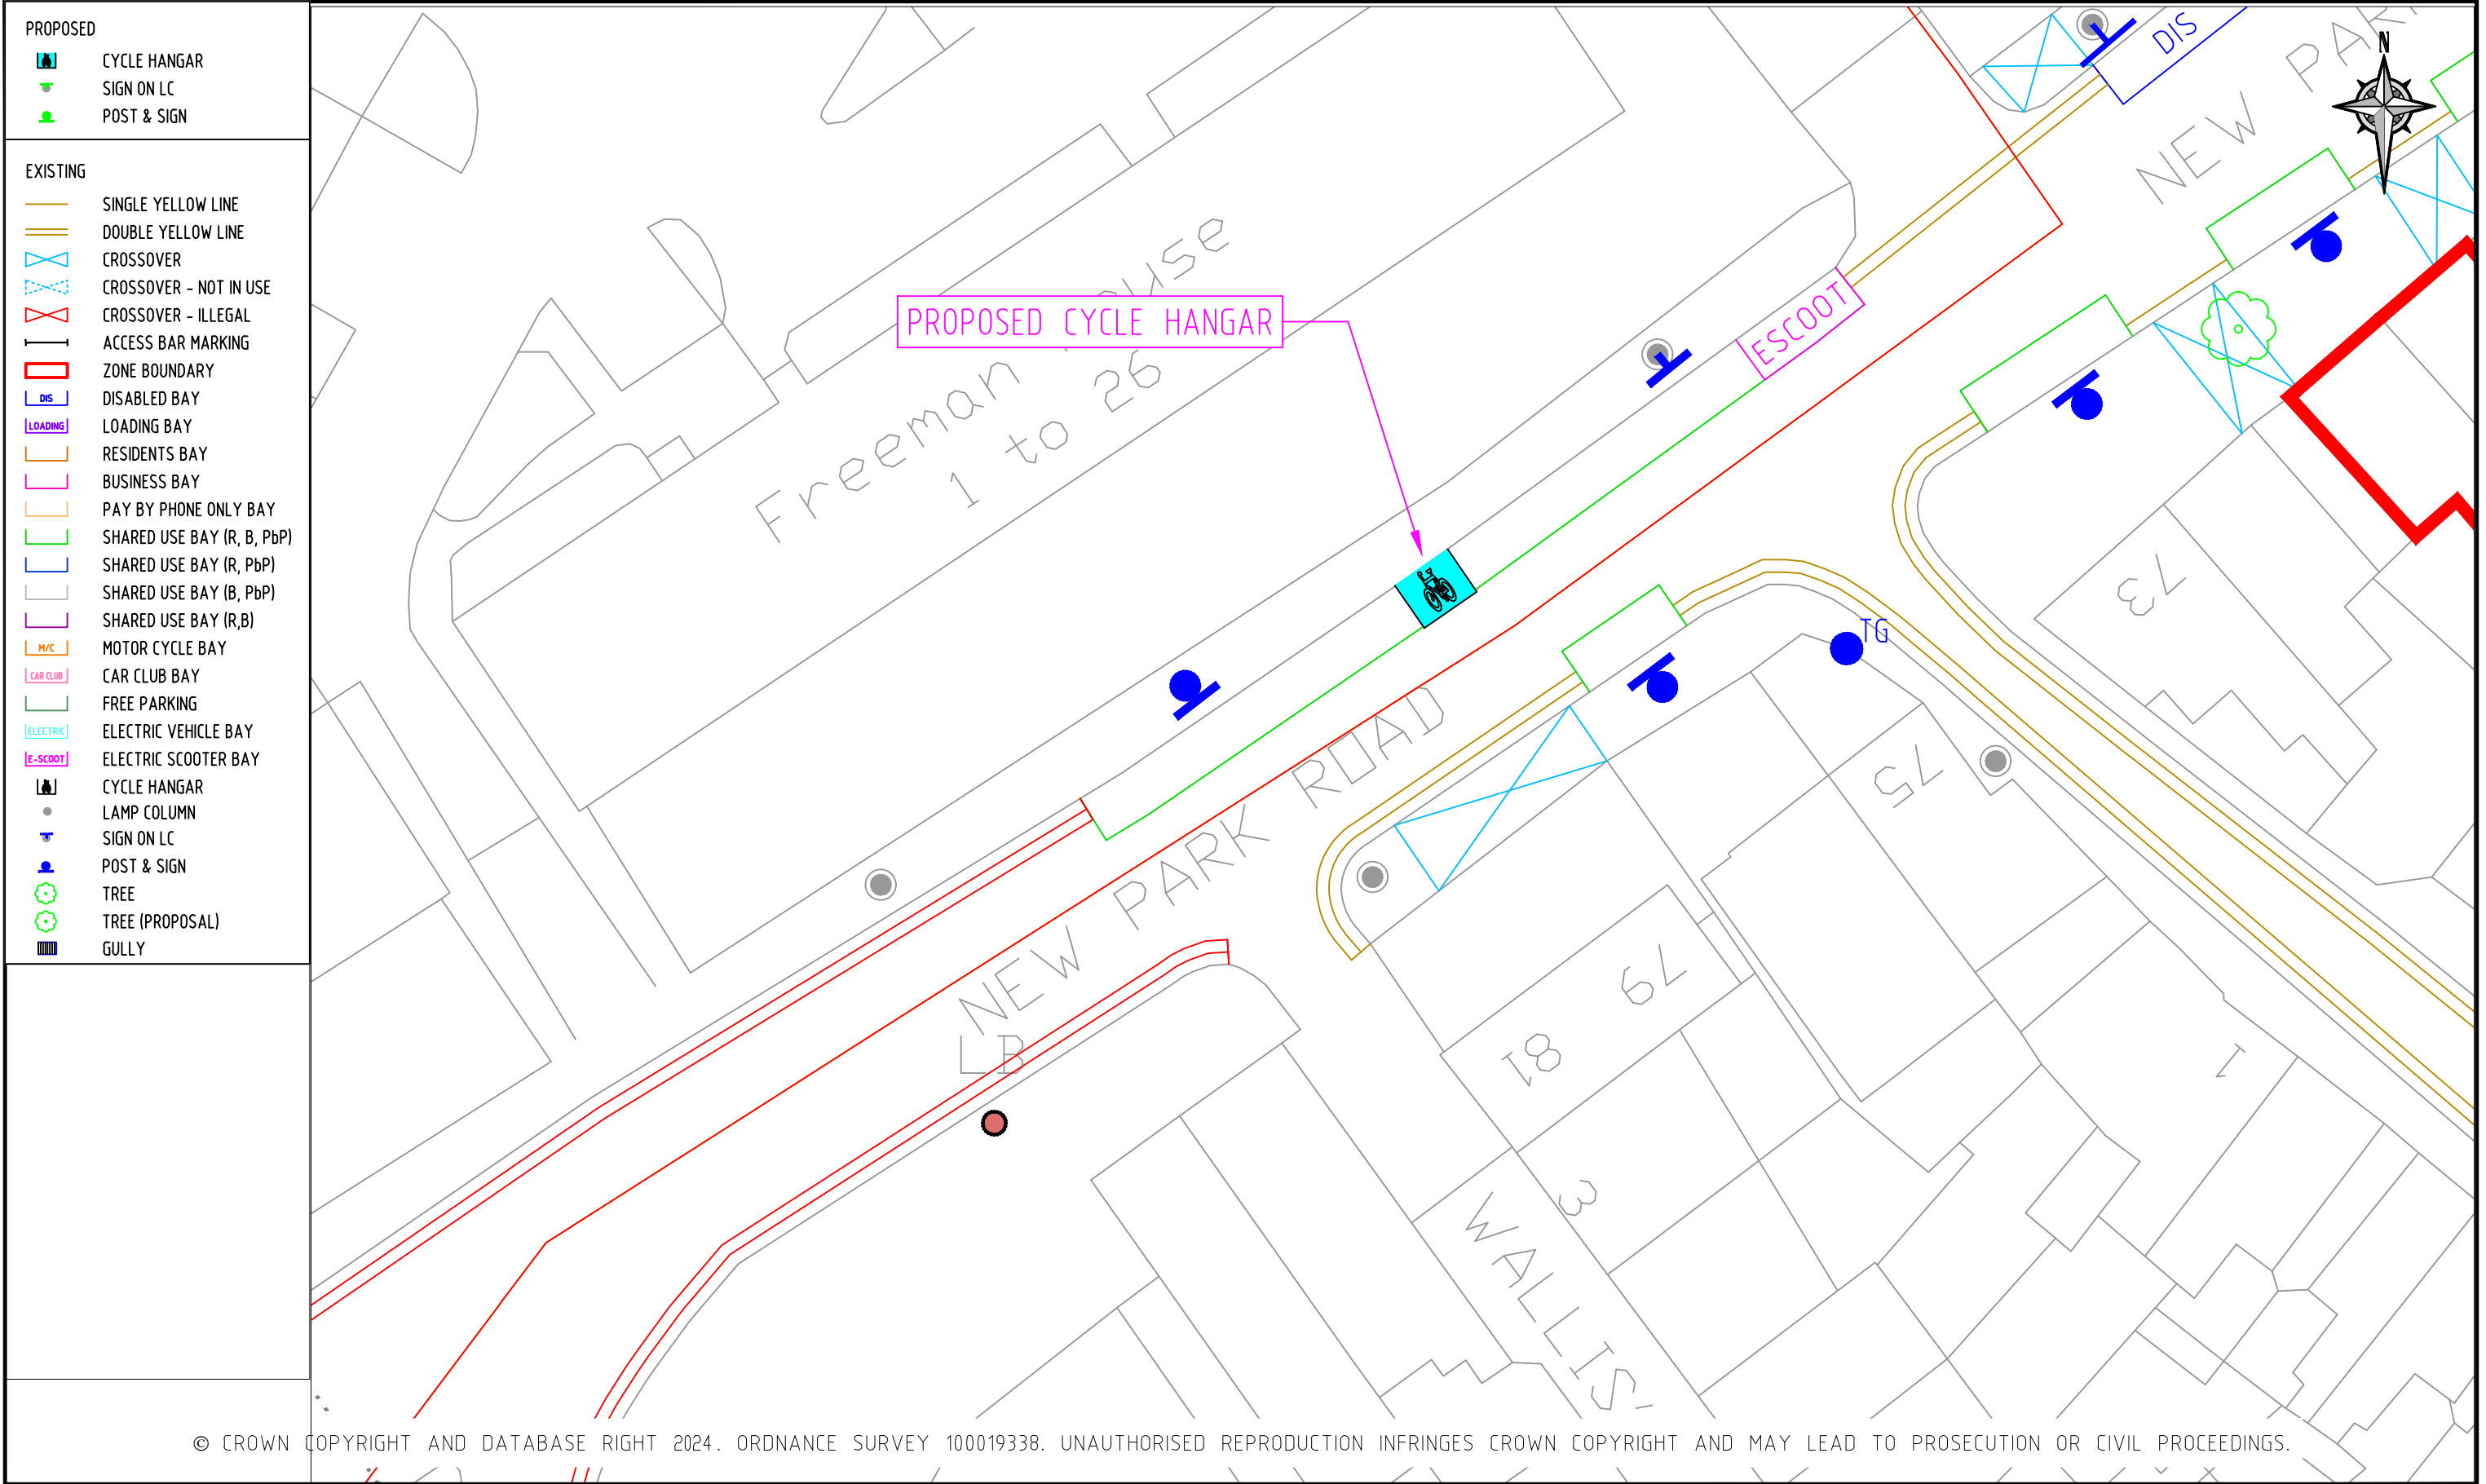 PROPOSED
CYCLE HANGAR
SIGN ON LC
POST & SIGN
EXISTING
SINGLE YELLOW LINE
DOUBLE YELLOW LINE
CROSSOVER
CROSSOVER - NOT IN USE
CROSSOVER - ILLEGAL
ACCESS BAR MARKING
ZONE BOUNDARY
DIS DISABLED BAY
LOADING LOADING BAY
RESIDENTS BAY
BUSINESS BAY
PAY BY PHONE ONLY BAY
SHARED USE BAY (R, B, PbP)
SHARED USE BAY (R, PbP)
SHARED USE BAY (B, PbP)
SHARED USE BAY (R,B)
M/C MOTOR CYCLE BAY
CAR CLUB CAR CLUB BAY
FREE PARKING
ELECTRIC ELECTRIC VEHICLE BAY
E-SCOOT ELECTRIC SCOOTER BAY
CYCLE HANGAR
LAMP COLUMN
SIGN ON LC
POST & SIGN
TREE
TREE (PROPOSAL)
GULLY
DIS
N
NEW PA
PROPOSED CYCLE HANGAR
Freeman
1 to 26
ESCOOT
TG
73
75
NEW PARK ROAD
LB
79
81
3
1
WALLIS
© CROWN COPYRIGHT AND DATABASE RIGHT 2024. ORDNANCE SURVEY 100019338. UNAUTHORISED REPRODUCTION INFRINGES CROWN COPYRIGHT AND MAY LEAD TO PROSECUTION OR CIVIL PROCEEDINGS.